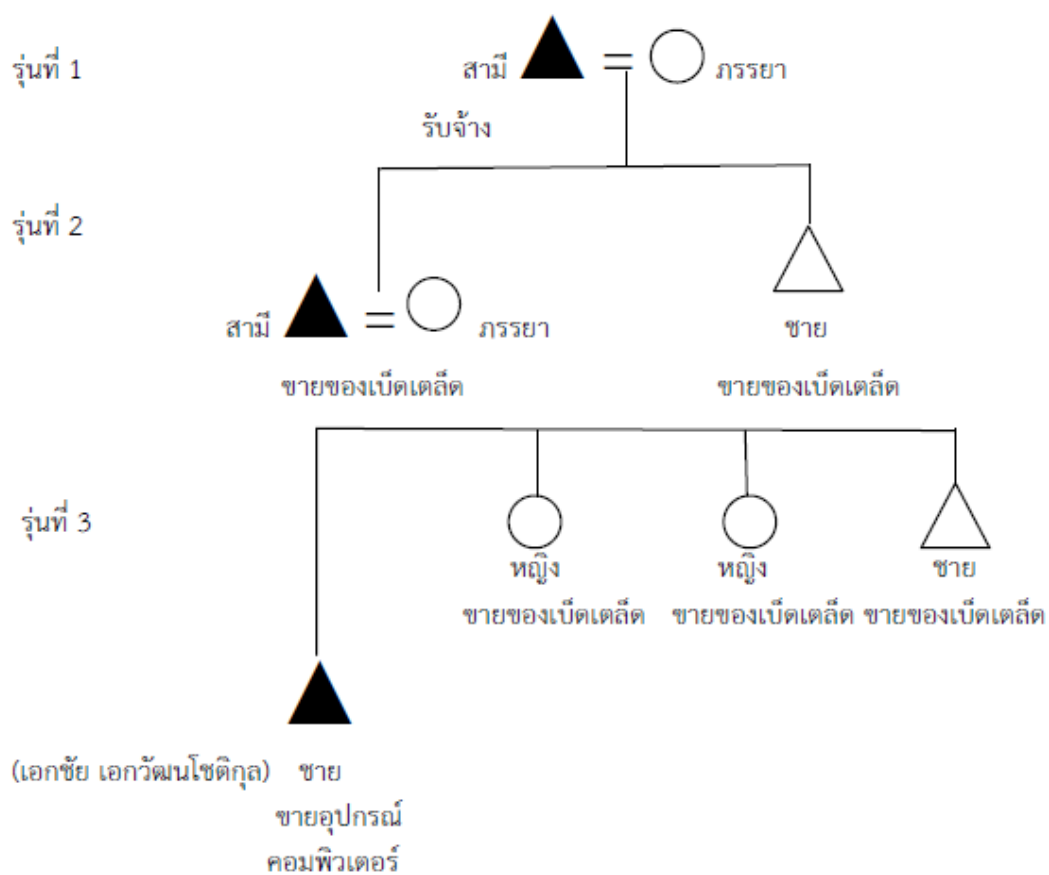 รุ่นที่ 1
สามี = ภรรยา
รับจ้าง
รุ่นที่ 2
สามี = ภรรยา
ชาย
ขายของเบ็ดเตล็ด ขายของเบ็ดเตล็ด
รุ่นที่ 3
หญิง หญิง ชาย
ขายของเบ็ดเตล็ด ขายของเบ็ดเตล็ด ขายของเบ็ดเตล็ด
(เอกชัย เอกวัฒนโชติกุล) ชาย
ขายอุปกรณ์
คอมพิวเตอร์